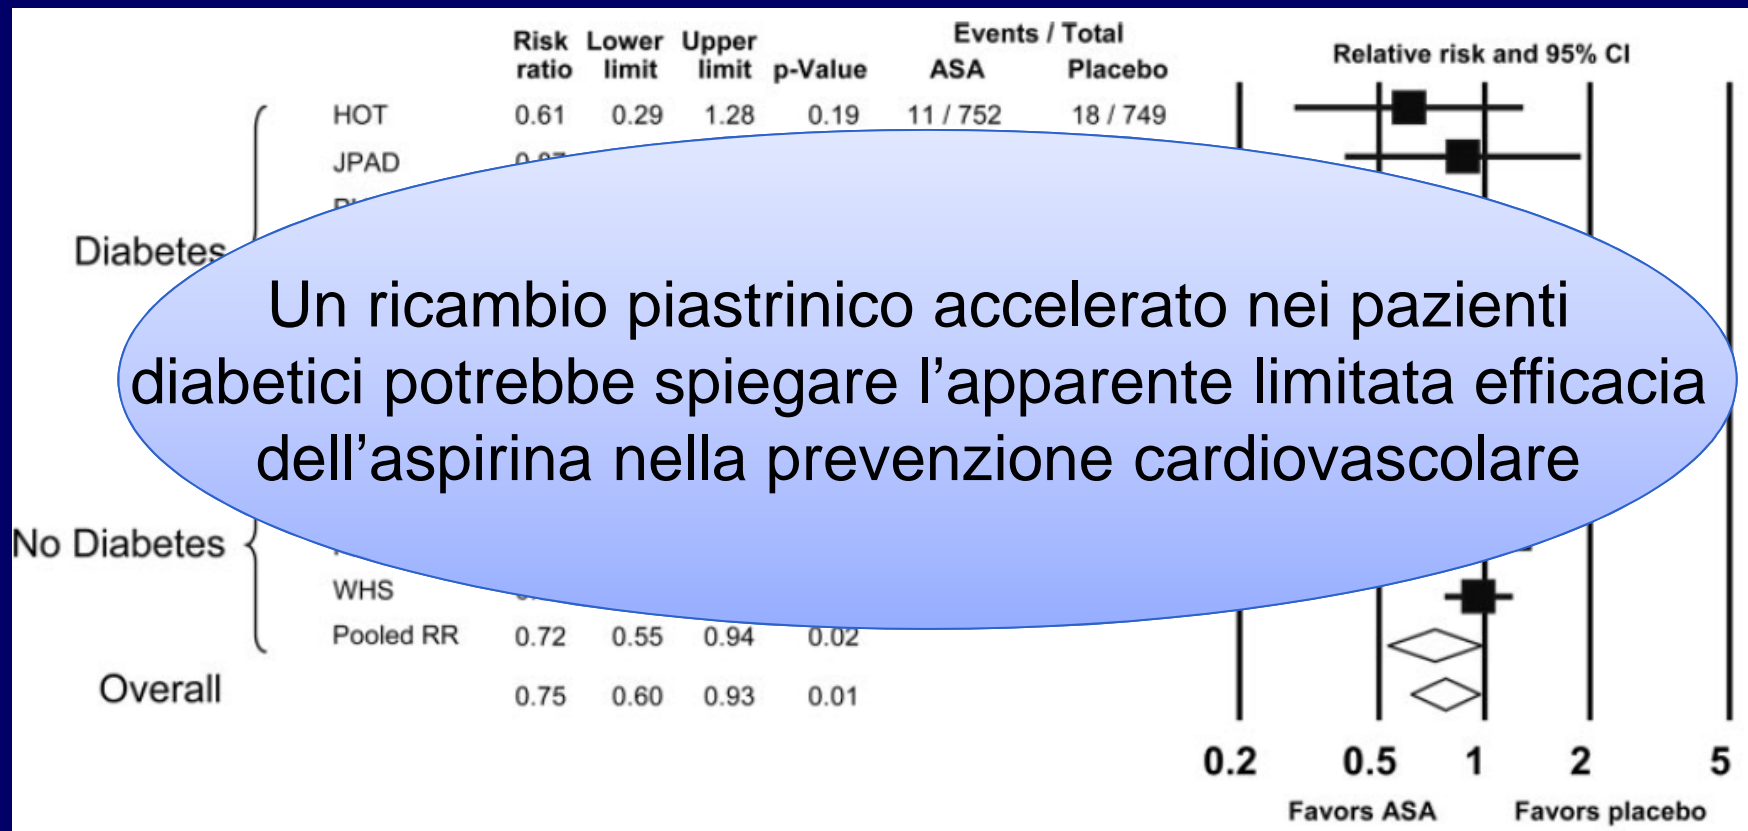 Events / Total
Risk Lower Upper
ratio limit limit p-Value ASA Placebo
Relative risk and 95% CI
HOT 0.61 0.29 1.28 0.19 11 / 752 18 / 749
JPAD
Diabetes
Un ricambio piastrinico accelerato nei pazienti
diabetici potrebbe spiegare l’apparente limitata efficacia
dell’aspirina nella prevenzione cardiovascolare
No Diabetes
WHS
Pooled RR 0.72 0.55 0.94 0.02
Overall 0.75 0.60 0.93 0.01
0.2 0.5 1 2 5
Favors ASA Favors placebo